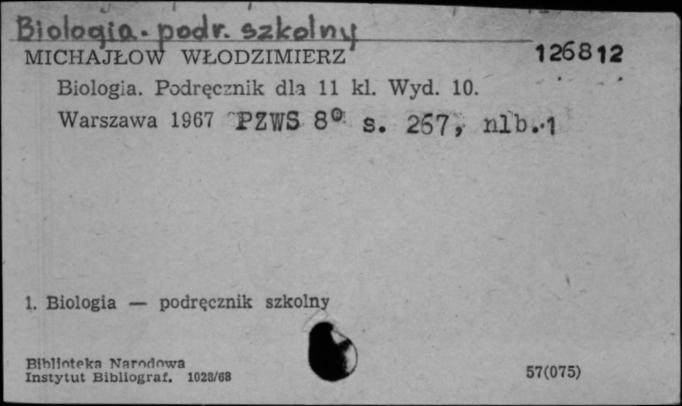 Biologia - podr. szkolny
MICHAJŁOW WŁODZIMIERZ 126812
Biologia. Podręcznik dla 11 kl. Wyd. 10.
Warszawa 1967 PZWS 8° s. 267, nlb. 1
1. Biologia — podręcznik szkolny
Biblioteka Narodowa
Instytut Bibliograf. 1028/68 57(075)